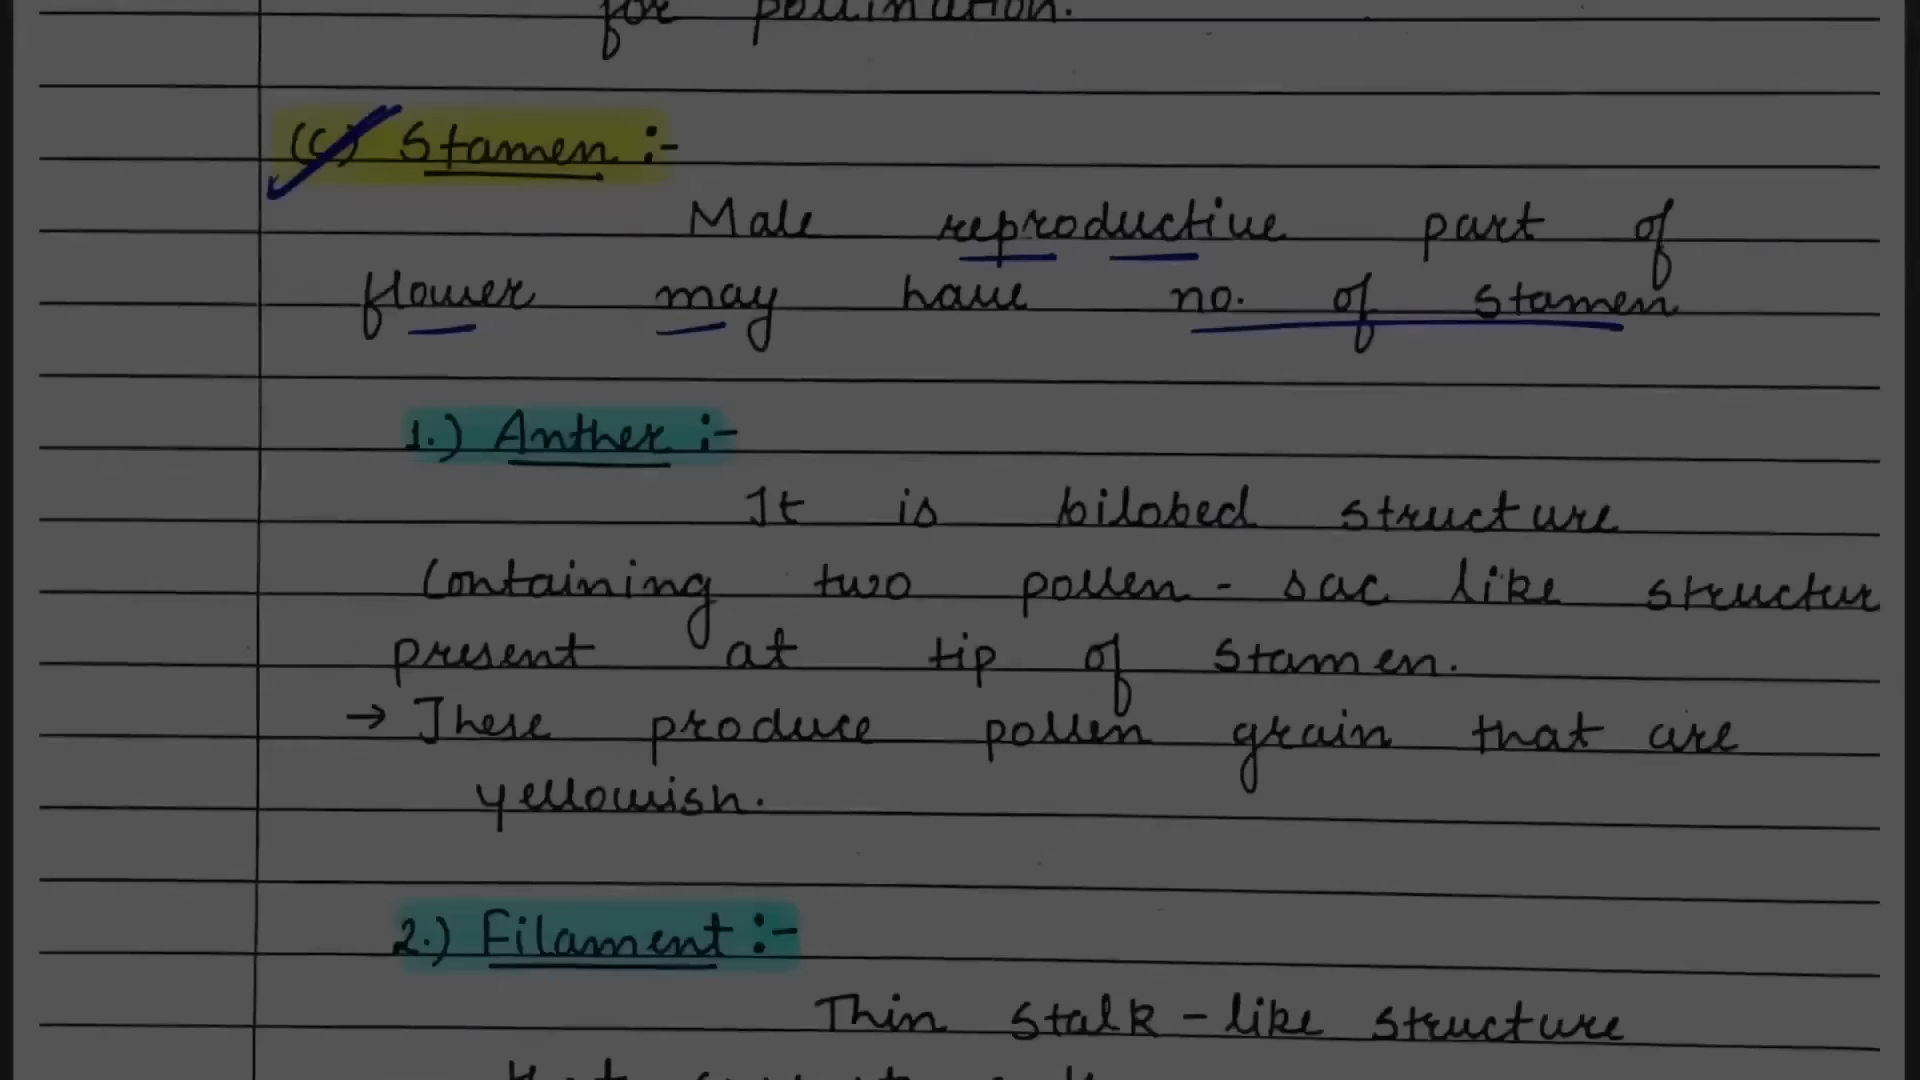 for pollination.
(C) Stamen :-
Male reproductive part of
flower may have no. of stamen
1.) Anther :-
It is bilobed structure
Containing two pollen - sac like structur
present at tip of stamen.
→ These produce pollen grain that are
yellowish.
2.) Filament :-
Thin stalk - like structure